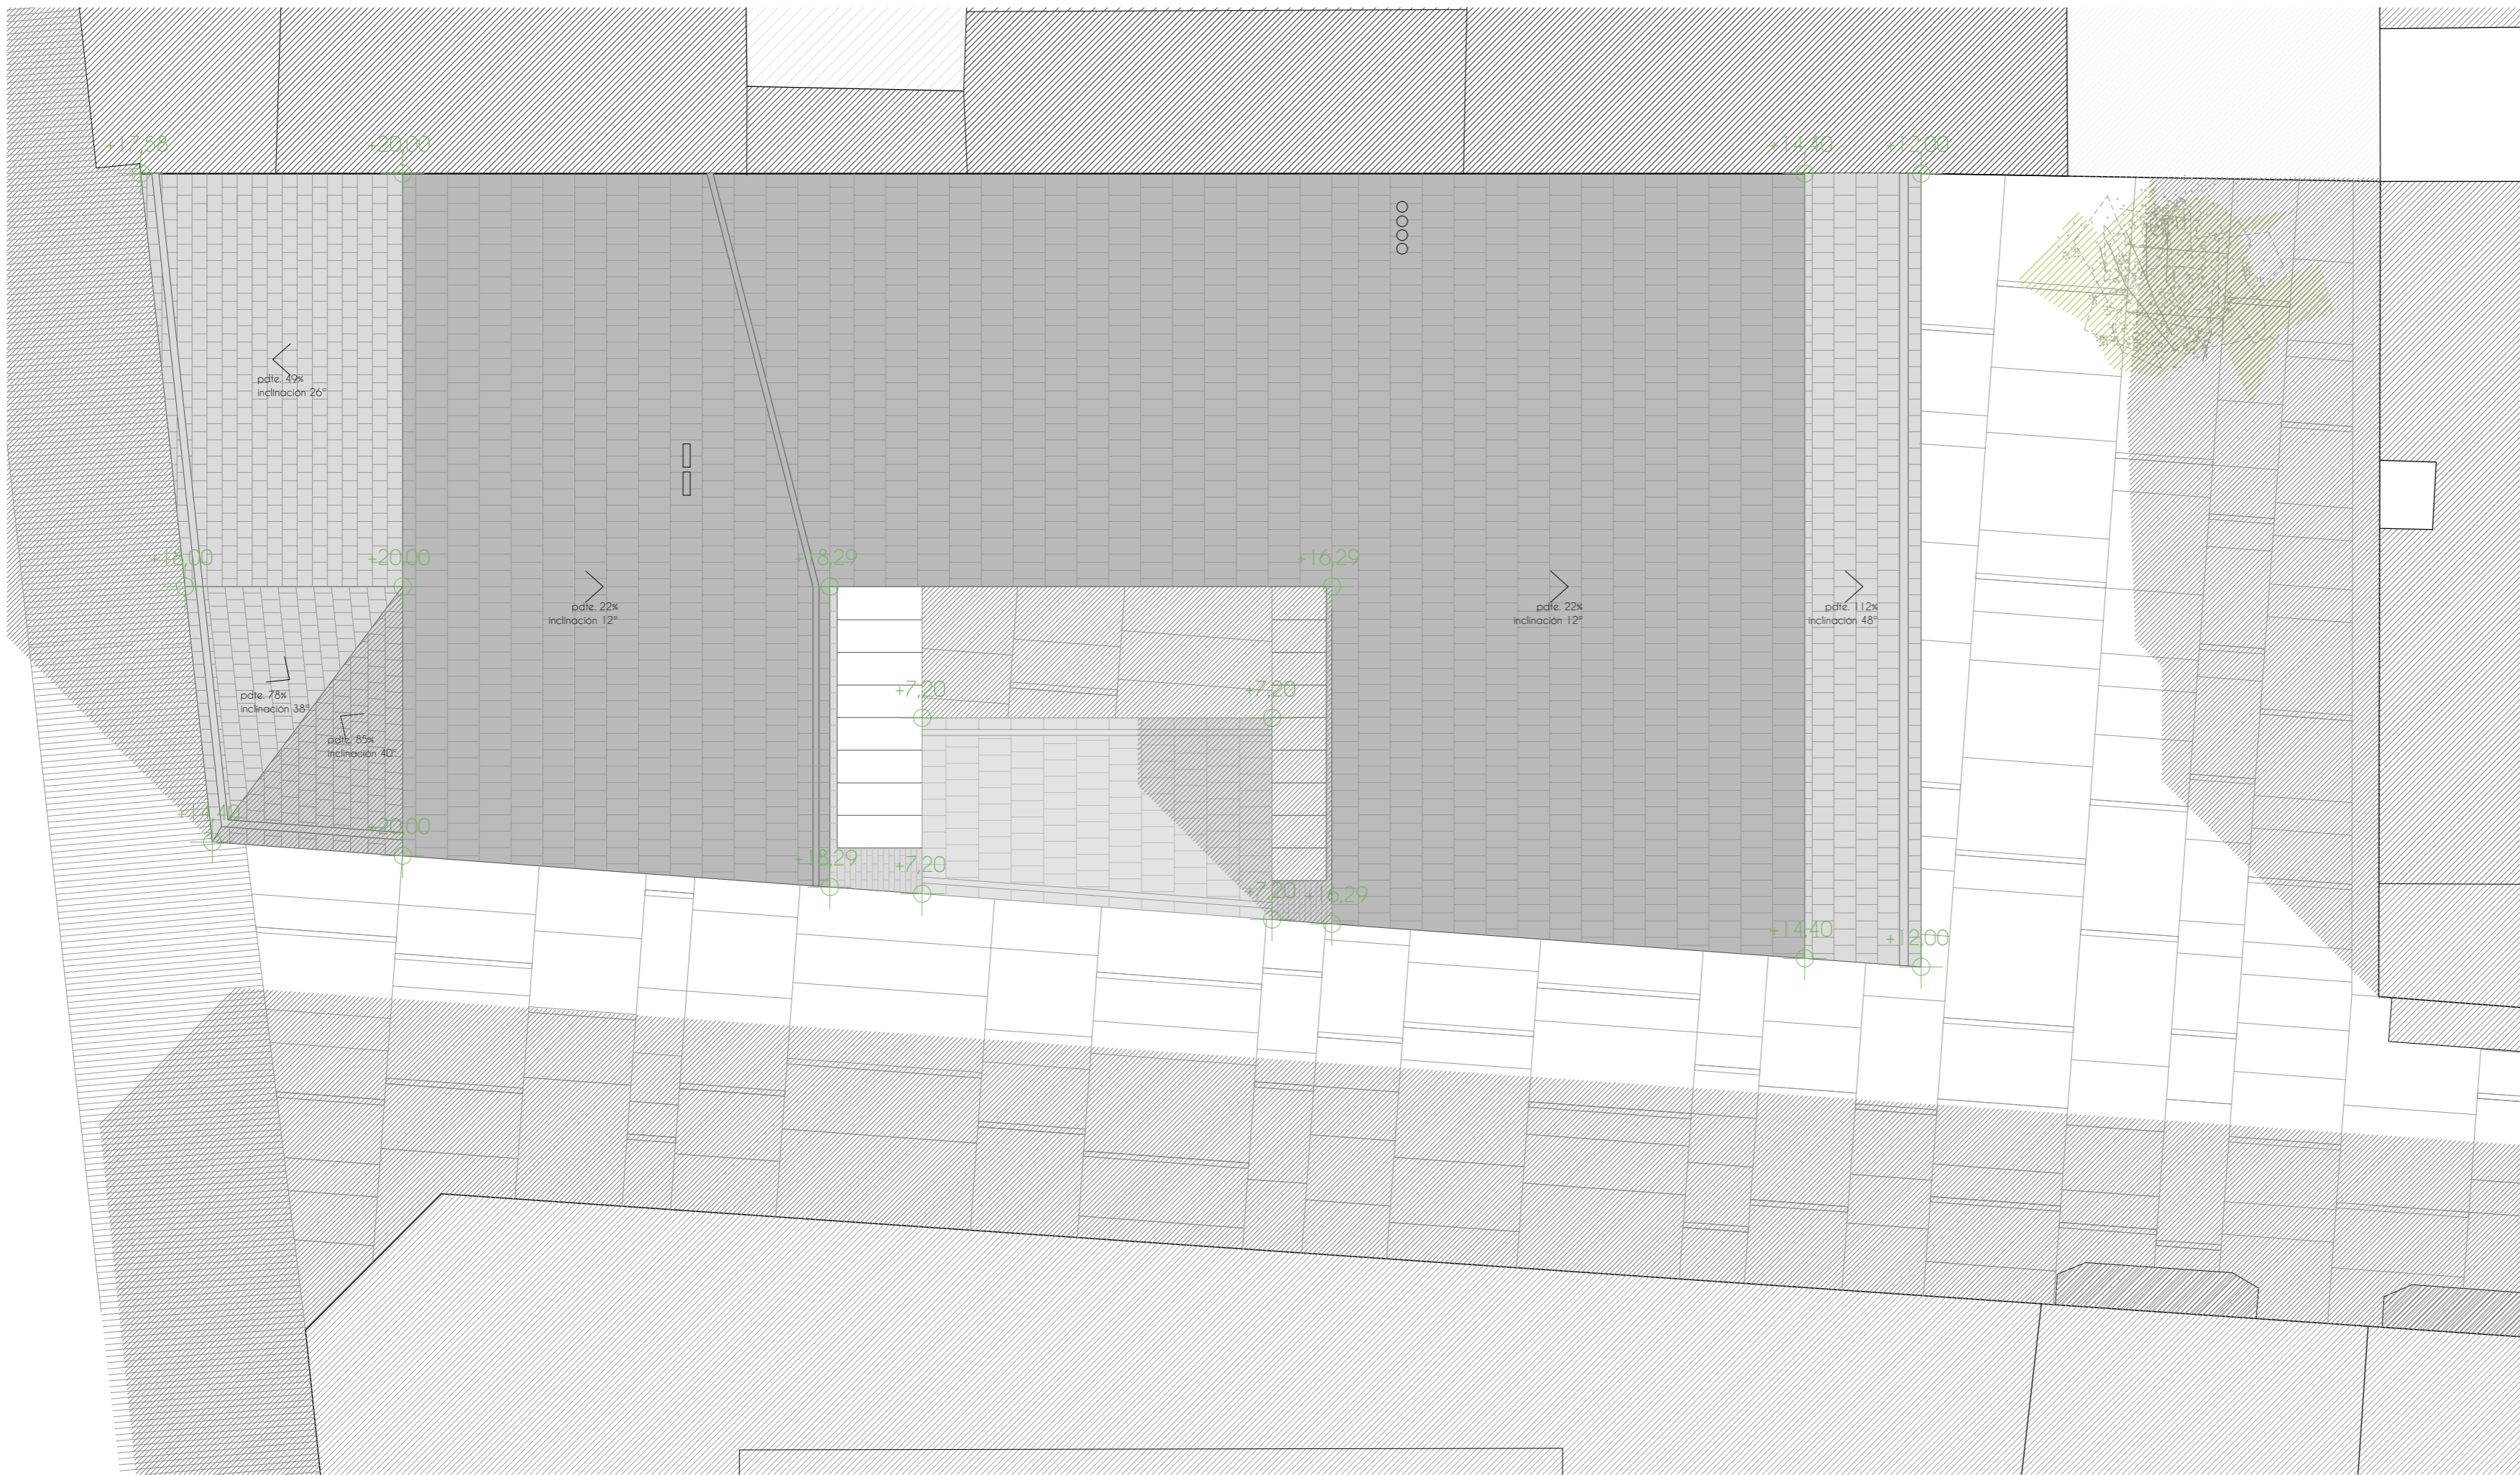 +17,58
+20,00
+14,40
+12,00
pdte. 49%
inclinación 26°
+18,00
+20,00
+18,29
+16,29
pdte. 22%
inclinación 12°
pdte. 22%
inclinación 12°
pdte. 112%
inclinación 48°
pdte. 78%
inclinación 38°
+7,20
+7,20
pdte. 85%
inclinación 40°
+14,40
+20,00
+18,29
+7,20
+7,20
+16,29
+14,40
+12,00